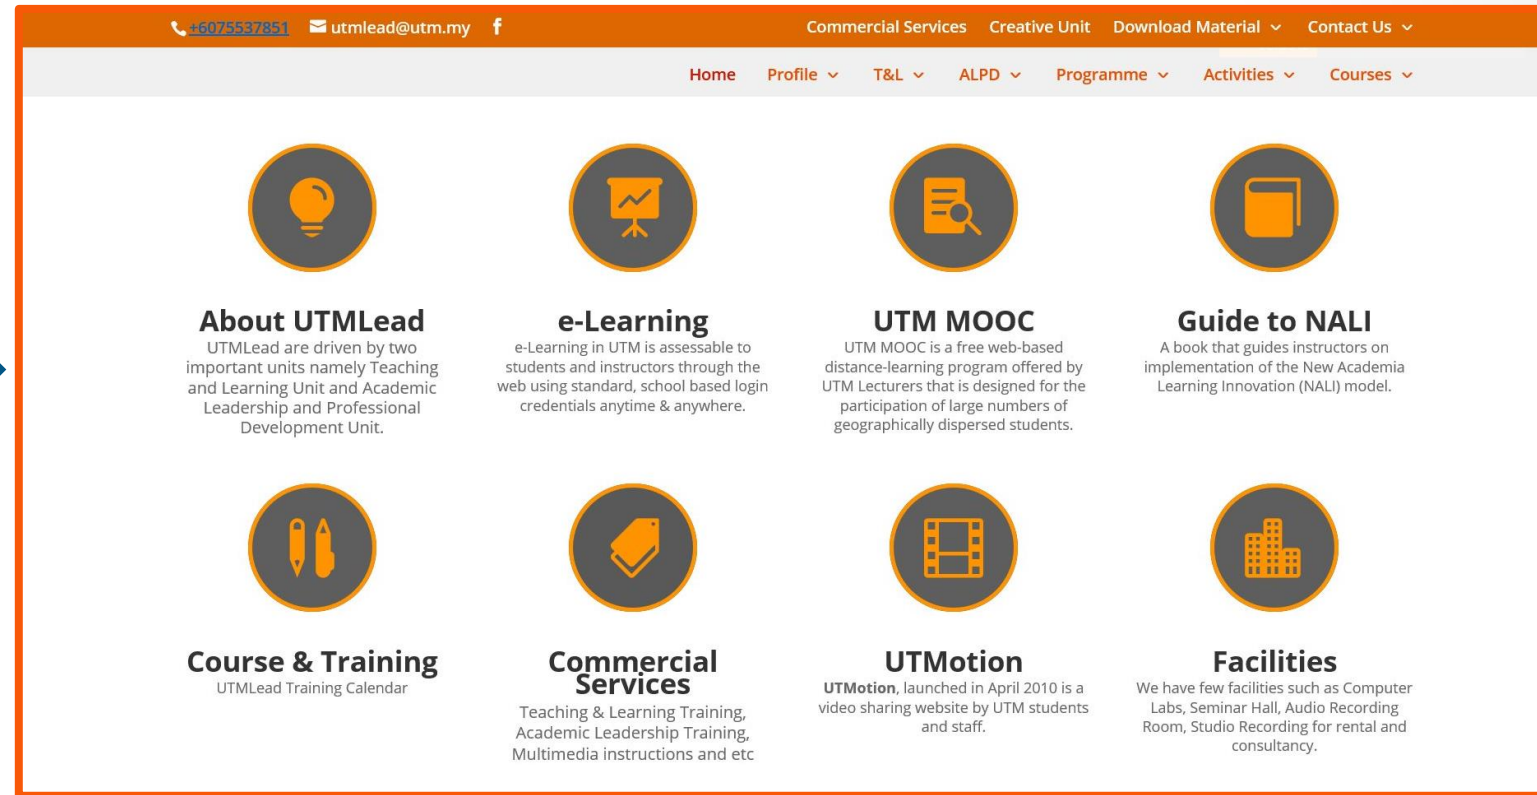 +6075537851 utmlead@utm.my f Commercial Services Creative Unit Download Material Contact Us
Home Profile T&L ALPD Programme Activities Courses
About UTMLead
UTMLead are driven by two
important units namely Teaching
and Learning Unit and Academic
Leadership and Professional
Development Unit.
e-Learning
e-Learning in UTM is assessable to
students and instructors through the
web using standard, school based login
credentials anytime & anywhere.
UTM MOOC
UTM MOOC is a free web-based
distance-learning program offered by
UTM Lecturers that is designed for the
participation of large numbers of
geographically dispersed students.
Guide to NALI
A book that guides instructors on
implementation of the New Academia
Learning Innovation (NALI) model.
Course & Training
UTMLead Training Calendar
Commercial
Services
Teaching & Learning Training,
Academic Leadership Training,
Multimedia instructions and etc
UTMotion
UTMotion, launched in April 2010 is a
video sharing website by UTM students
and staff.
Facilities
We have few facilities such as Computer
Labs, Seminar Hall, Audio Recording
Room, Studio Recording for rental and
consultancy.